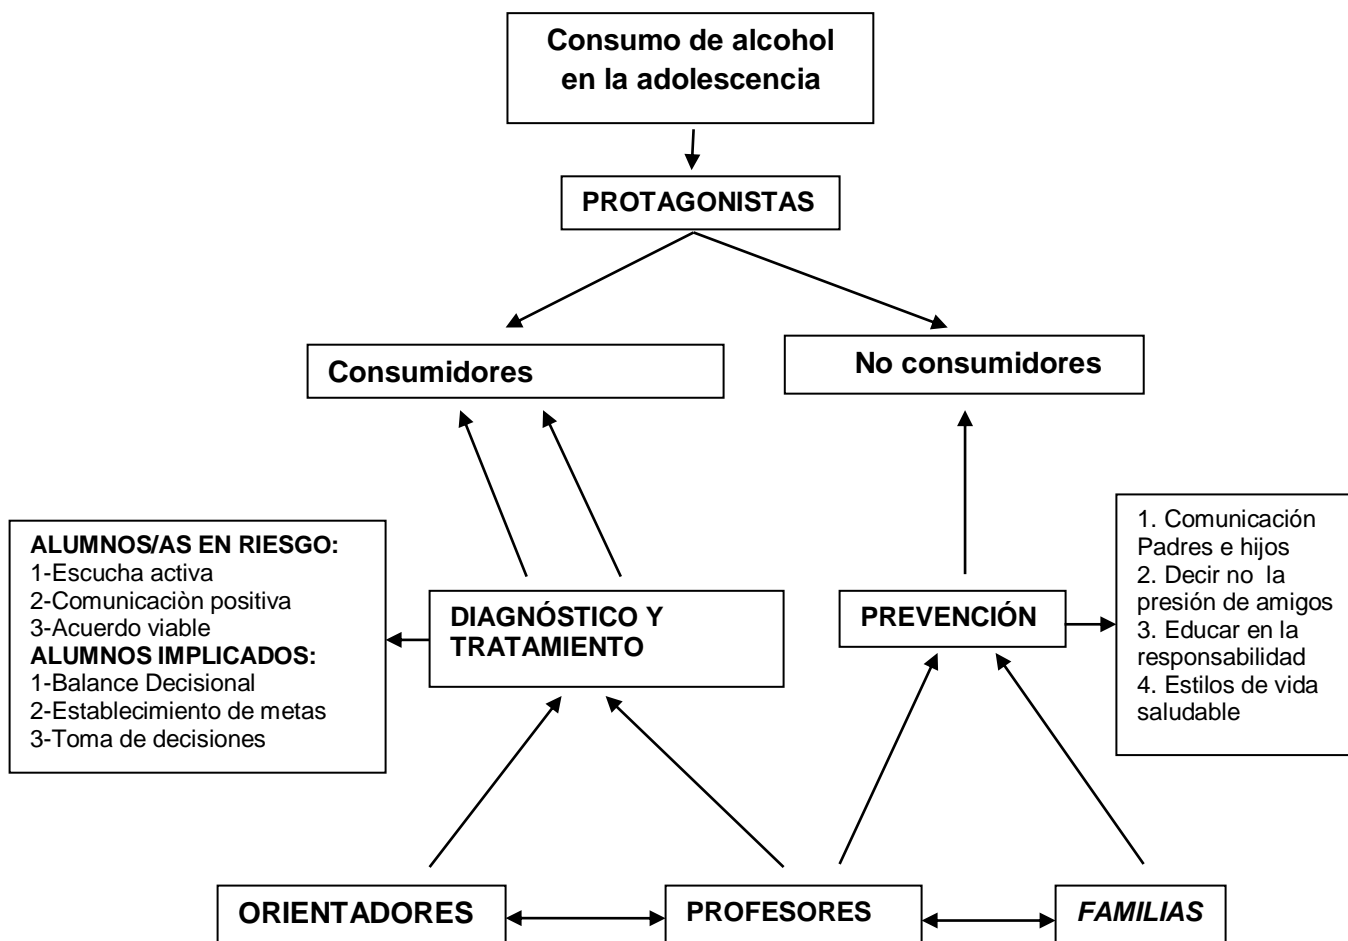 Consumo de alcohol
en la adolescencia
PROTAGONISTAS
Consumidores
No consumidores
ALUMNOS/AS EN RIESGO:
1-Escucha activa
2-Comunicaciòn positiva
3-Acuerdo viable
ALUMNOS IMPLICADOS:
1-Balance Decisional
2-Establecimiento de metas
3-Toma de decisiones
DIAGNÓSTICO Y
TRATAMIENTO
PREVENCIÓN
1. Comunicación
Padres e hijos
2. Decir no  la
presión de amigos
3. Educar en la
responsabilidad
4. Estilos de vida
saludable
ORIENTADORES
PROFESORES
FAMILIAS